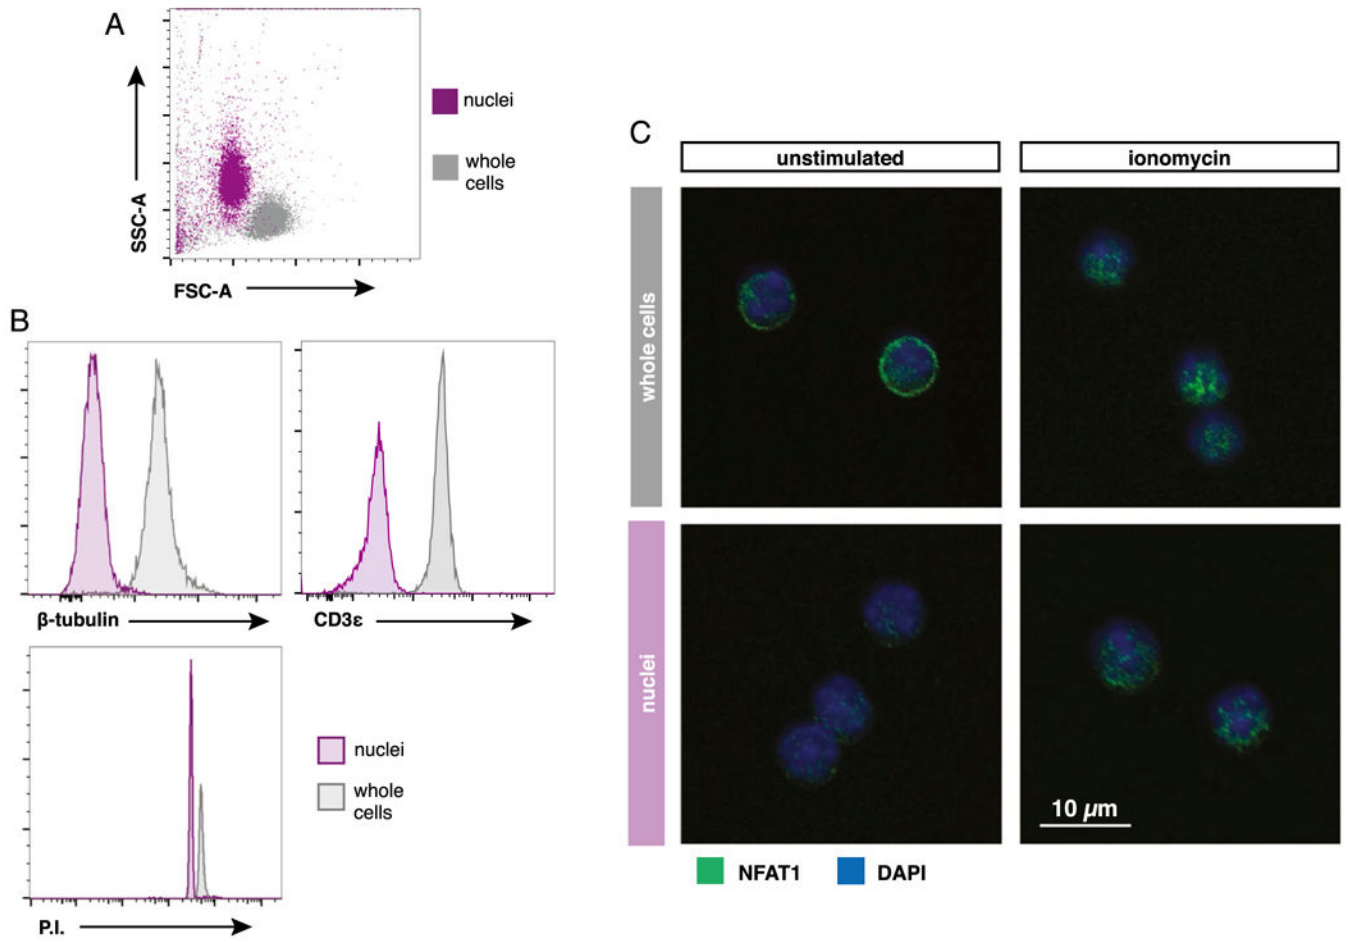 A
SSC-A
FSC-A
nuclei
whole
cells
B
β-tubulin
CD3ε
P.I.
nuclei
whole
cells
C
unstimulated
ionomycin
whole cells
nuclei
10 μm
NFAT1
DAPI